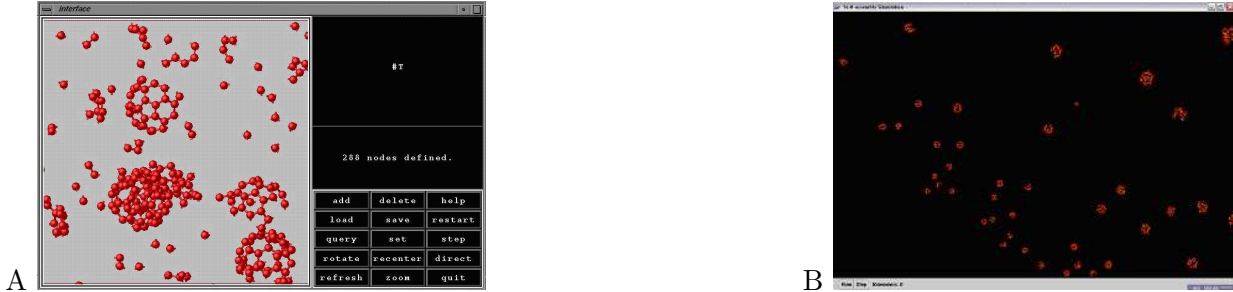 interface
#T
288 nodes defined.
add delete help
load save restart
query set step
rotate recenter direct
refresh zoom quit
A
B